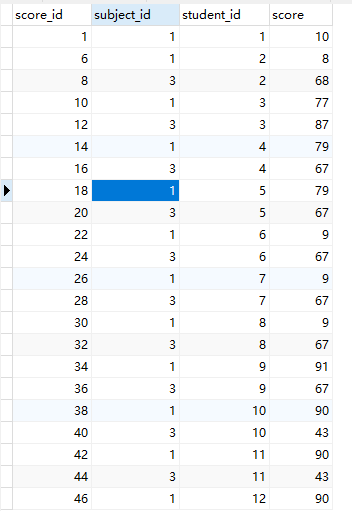 score_id subject_id student_id score
1 1 1 10
6 1 2 8
8 3 2 68
10 1 3 77
12 3 3 87
14 1 4 79
16 3 4 67
18 1 5 79
20 3 5 67
22 1 6 9
24 3 6 67
26 1 7 9
28 3 7 67
30 1 8 9
32 3 8 67
34 1 9 91
36 3 9 67
38 1 10 90
40 3 10 43
42 1 11 90
44 3 11 43
46 1 12 90